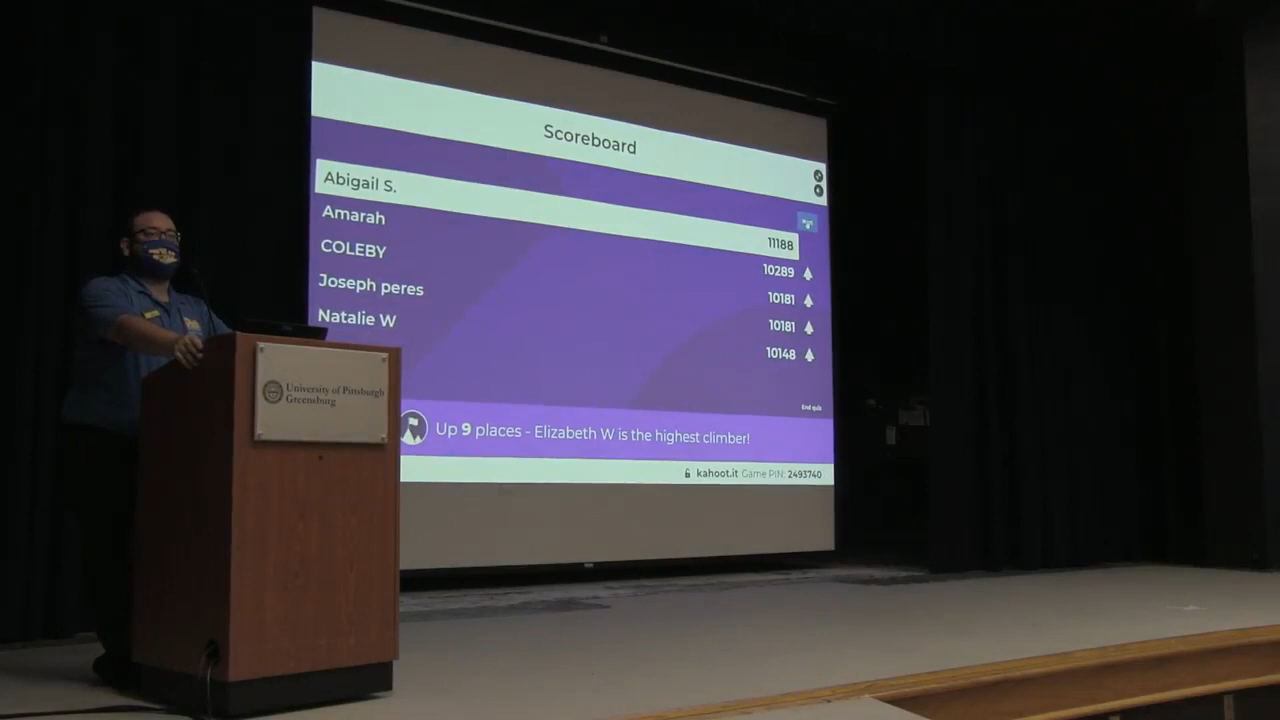 Scoreboard
Abigail S.
11188
Amarah
10289
COLEBY
10181
Joseph peres
10181
Natalie W
10148
End quiz
Up 9 places - Elizabeth W is the highest climber!
kahoot.it Game PIN: 2493740
University of Pittsburgh
Greensburg